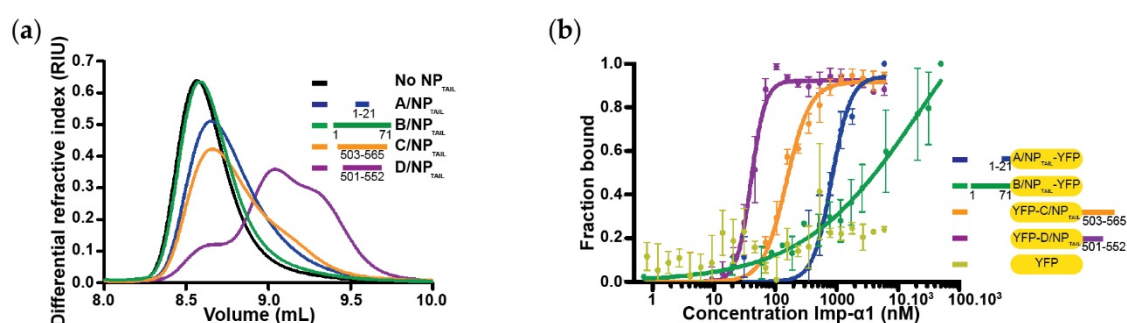 (a)
Differential refractive index (RIU)
0.7
0.6
0.5
0.4
0.3
0.2
0.1
0.0
8.0
8.5
9.0
9.5
10.0
Volume (mL)
No NPTAIL
A/NPTAIL
1-21
B/NPTAIL
1 71
C/NPTAIL
503-565
D/NPTAIL
501-552
(b)
Fraction bound
1.0
0.8
0.6
0.4
0.2
0.0
1
10
100
1000
10.10³
100.10³
Concentration Imp-α1 (nM)
A/NPTAIL-YFP
1-21
B/NPTAIL-YFP
1 71
YFP-C/NPTAIL
503-565
YFP-D/NPTAIL
501-552
YFP